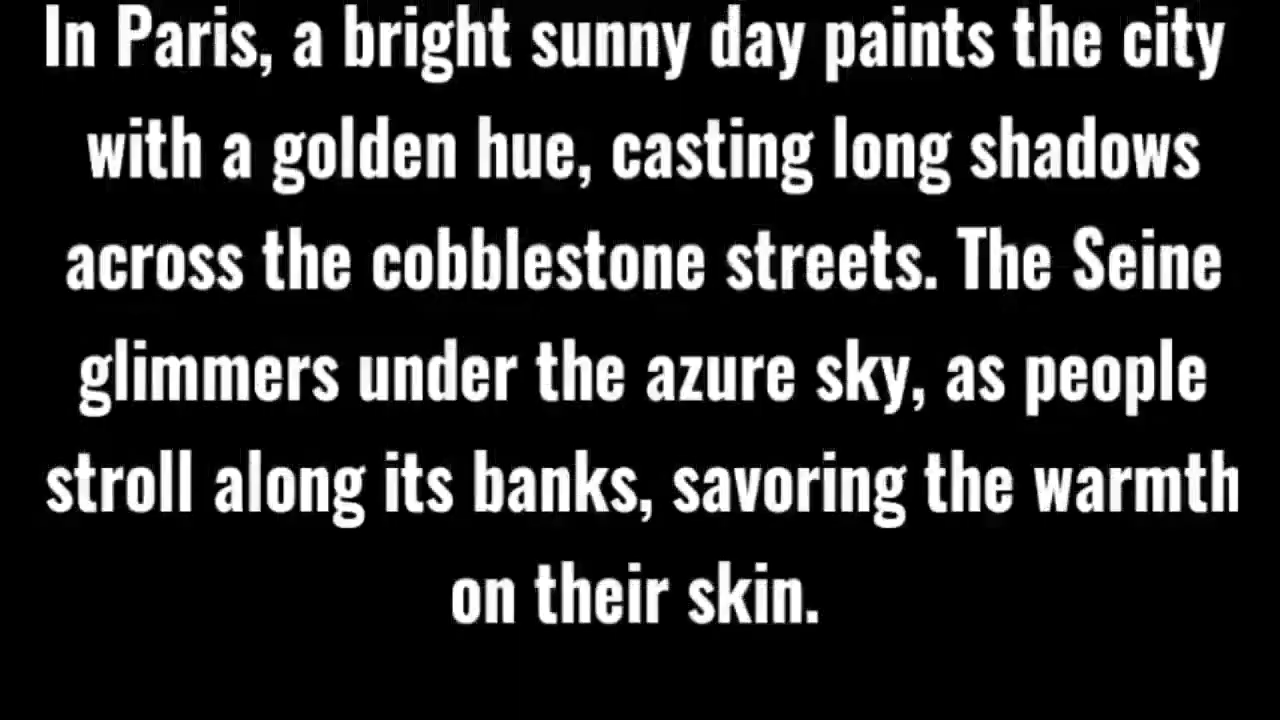 In Paris, a bright sunny day paints the city
with a golden hue, casting long shadows
across the cobblestone streets. The Seine
glimmers under the azure sky, as people
stroll along its banks, savoring the warmth
on their skin.